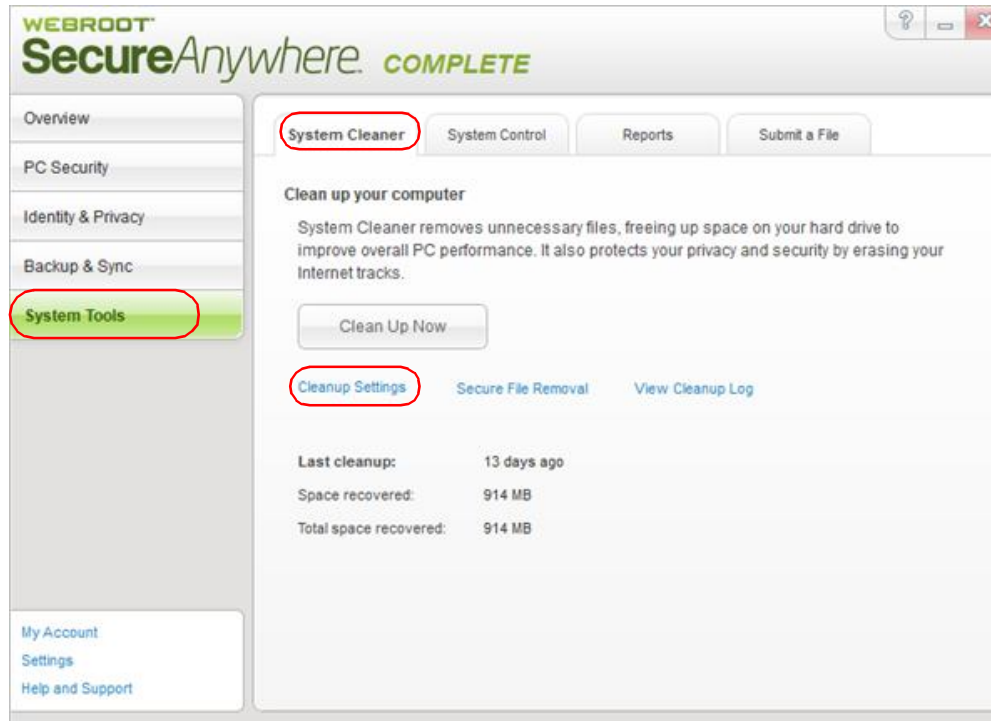 WEBROOT
SecureAnywhere. COMPLETE
?
Overview
PC Security
Identity & Privacy
Backup & Sync
System Tools
System Cleaner
System Control
Reports
Submit a File
Clean up your computer
System Cleaner removes unnecessary files, freeing up space on your hard drive to
improve overall PC performance. It also protects your privacy and security by erasing your
Internet tracks.
Clean Up Now
Cleanup Settings
Secure File Removal
View Cleanup Log
Last cleanup: 13 days ago
Space recovered: 914 MB
Total space recovered: 914 MB
My Account
Settings
Help and Support